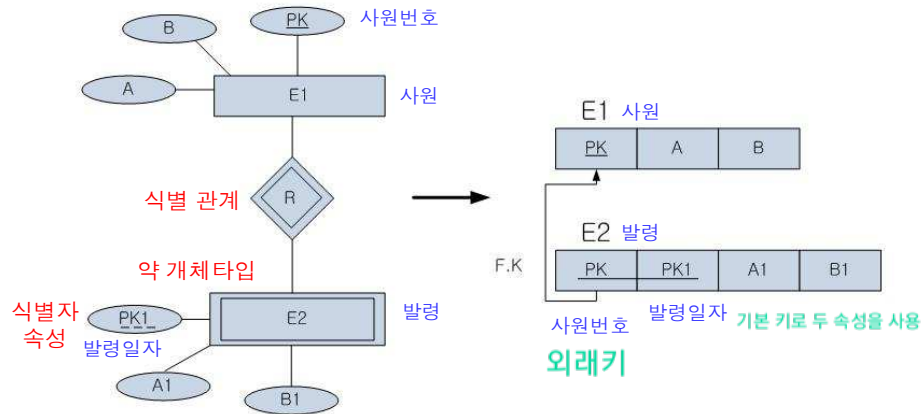 B
PK
사원번호
A
E1
사원
식별 관계
R
약 개체타입
식별자
속성
PK1
발령일자
E2
발령
A1
B1
E1 사원
PK A B
E2 발령
F.K
PK PK1 A1 B1
사원번호 발령일자 기본 키로 두 속성을 사용
외래키